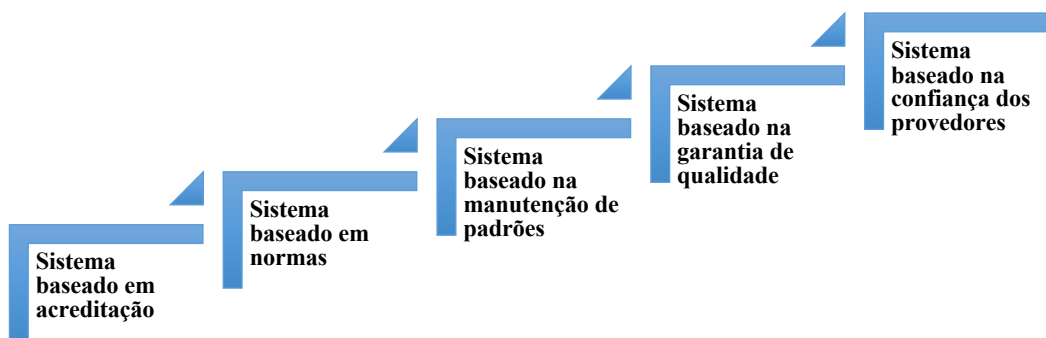 Sistema
baseado em
acreditação
Sistema
baseado em
normas
Sistema
baseado na
manutenção de
padrões
Sistema
baseado na
garantia de
qualidade
Sistema
baseado na
confiança dos
provedores